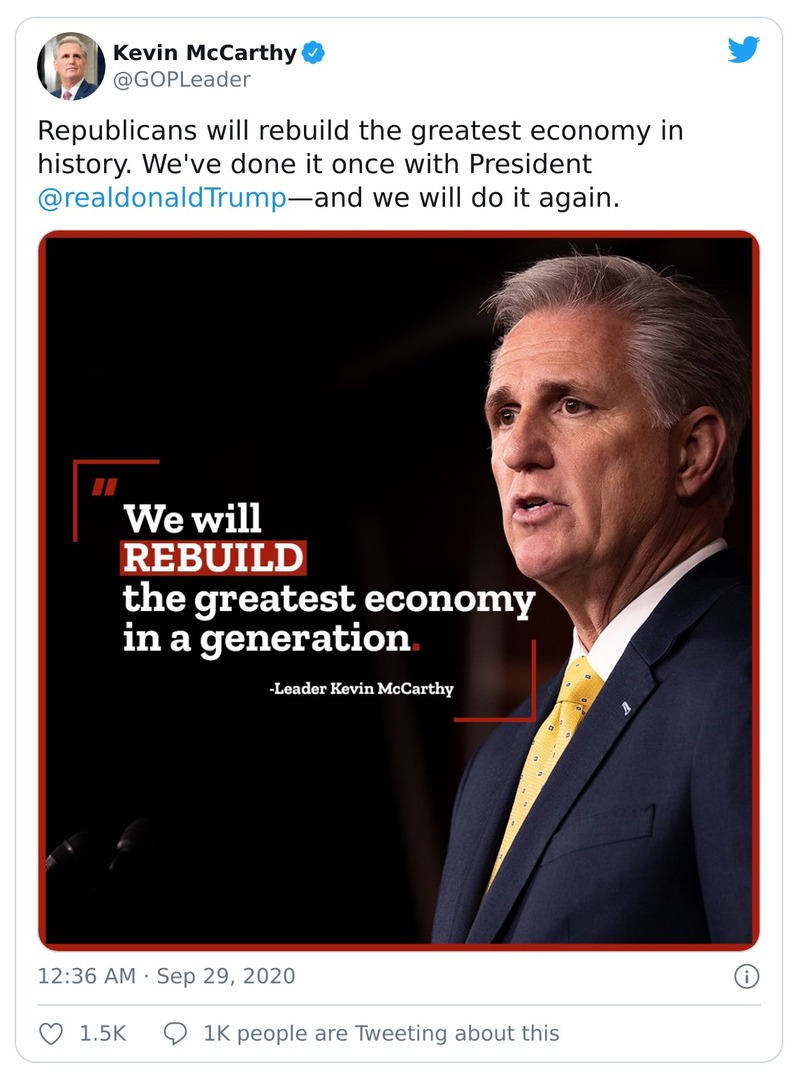 Kevin McCarthy
@GOPLeader
Republicans will rebuild the greatest economy in
history. We've done it once with President
@realdonaldTrump—and we will do it again.
"We will
REBUILD
the greatest economy
in a generation.
-Leader Kevin McCarthy
12:36 AM · Sep 29, 2020
1.5K 1K people are Tweeting about this